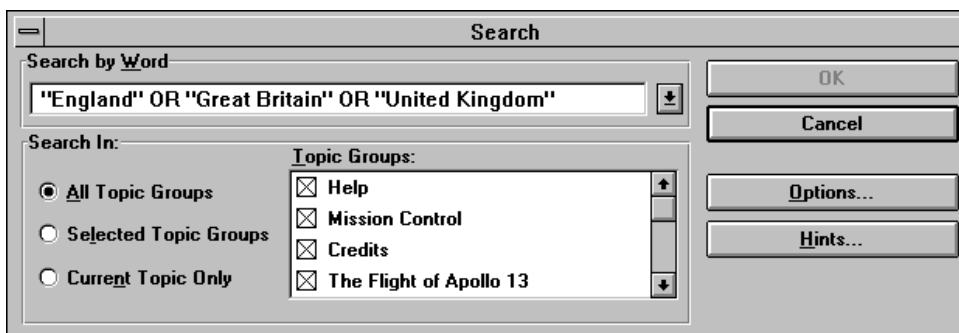 Search
Search by Word
"England" OR "Great Britain" OR "United Kingdom"
OK
Cancel
Search In:
Topic Groups:
All Topic Groups
Selected Topic Groups
Current Topic Only
Help
Mission Control
Credits
The Flight of Apollo 13
Options...
Hints...